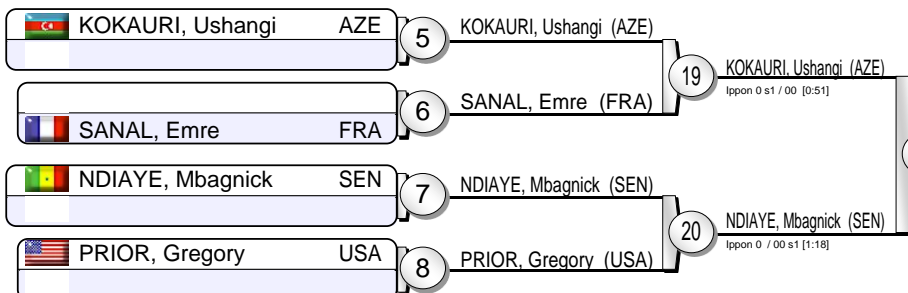 KOKAURI, Ushangi AZE
5
KOKAURI, Ushangi (AZE)
19
KOKAURI, Ushangi (AZE)
Ippon 0 s1 / 00 [0:51]
6
SANAL, Emre (FRA)
SANAL, Emre FRA
NDIAYE, Mbagnick SEN
7
NDIAYE, Mbagnick (SEN)
20
NDIAYE, Mbagnick (SEN)
Ippon 0 / 00 s1 [1:18]
PRIOR, Gregory USA
8
PRIOR, Gregory (USA)